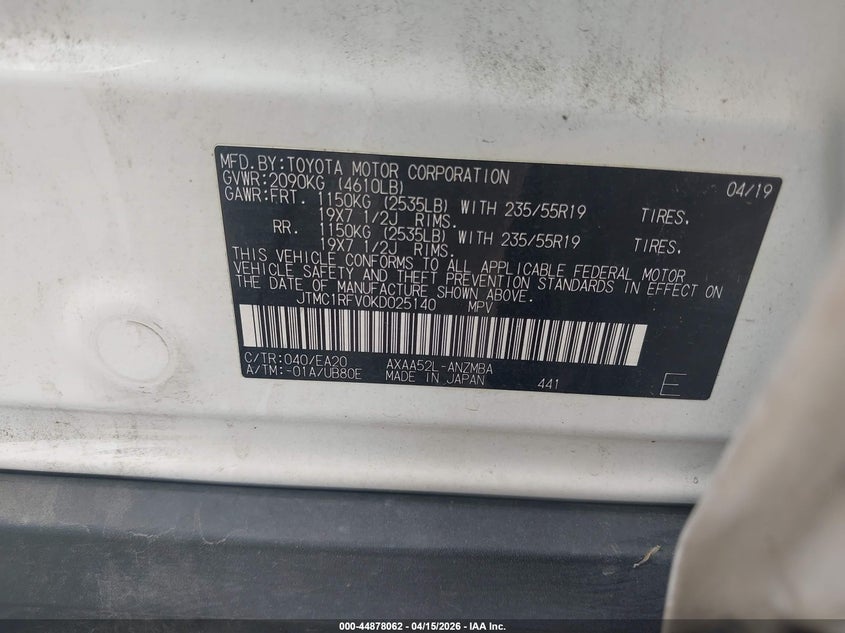 MFD.BY:TOYOTA MOTOR CORPORATION 04/19
GVWR:2090KG (4610LB)
GAWR:FRT. 1150KG (2535LB) WITH 235/55R19 TIRES,
19X7 1/2J RIMS.
RR. 1150KG (2535LB) WITH 235/55R19 TIRES,
19X7 1/2J RIMS.
THIS VEHICLE CONFORMS TO ALL APPLICABLE FEDERAL MOTOR
VEHICLE SAFETY AND THEFT PREVENTION STANDARDS IN EFFECT ON
THE DATE OF MANUFACTURE SHOWN ABOVE.
JTMC1RFV0KD025140 MPV
C/TR:040/EA20 AXAA52L-ANZMBA
A/TM:-01A/UB80E MADE IN JAPAN 441 E
000-44878062 - 04/15/2026 - IAA Inc.